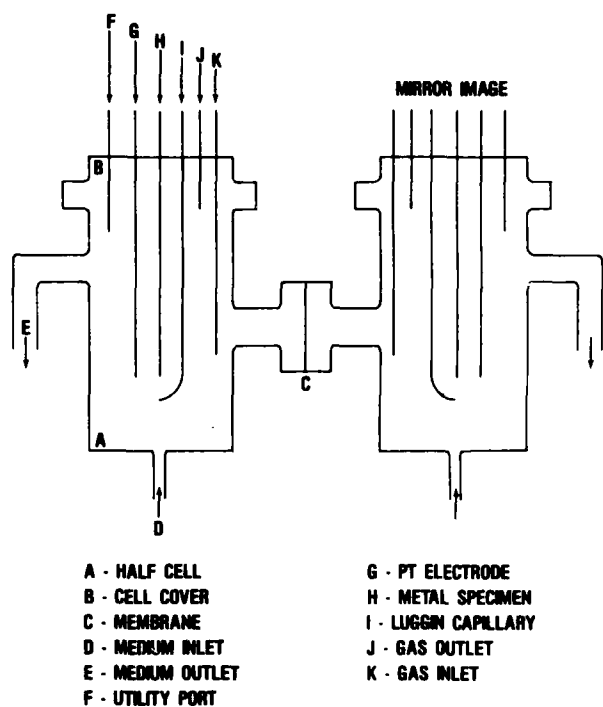 F
G
H
I
J
K
MIRROR IMAGE
B
E
C
A
D
A - HALF CELL
B - CELL COVER
C - MEMBRANE
D - MEDIUM INLET
E - MEDIUM OUTLET
F - UTILITY PORT
G - PT ELECTRODE
H - METAL SPECIMEN
I - LUGGIN CAPILLARY
J - GAS OUTLET
K - GAS INLET